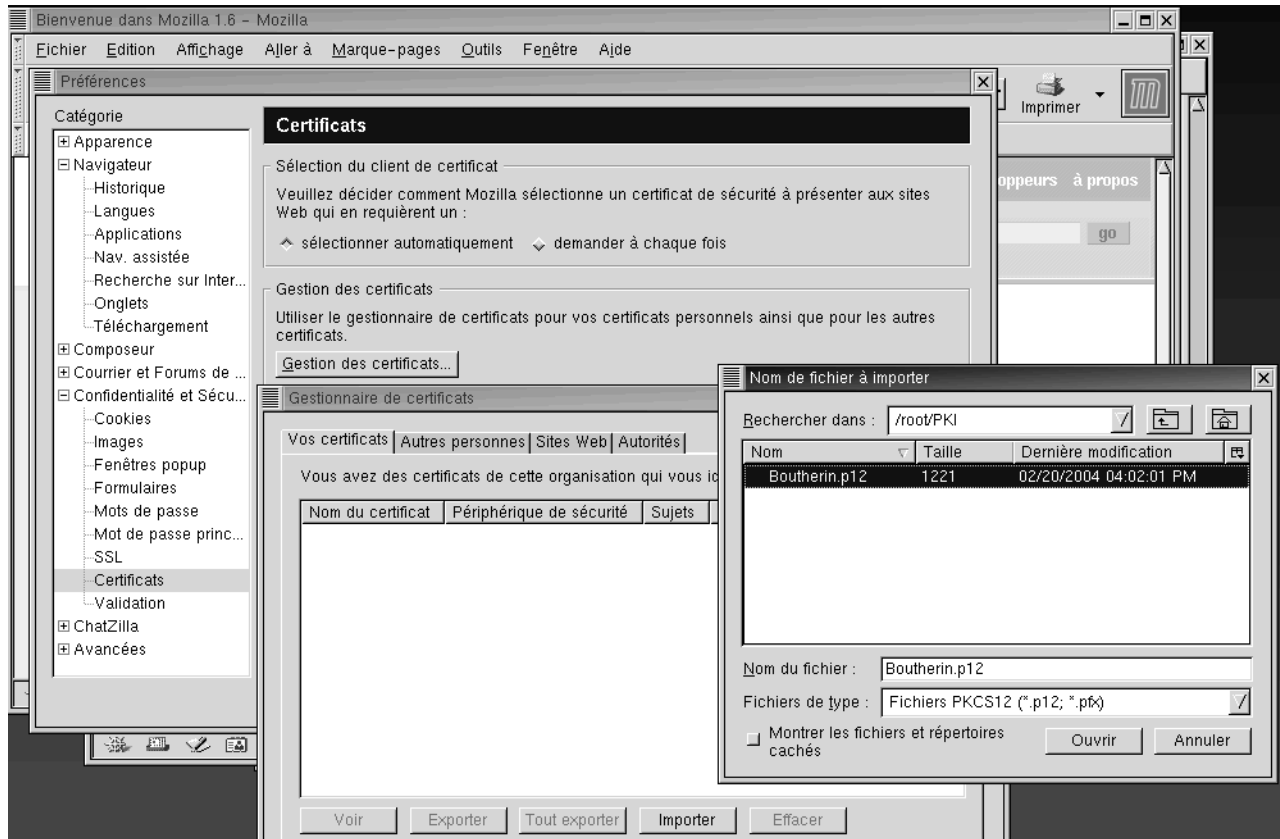 Bienvenue dans Mozilla 1.6 – Mozilla
Fichier Edition Affichage Aller à Marque-pages Outils Fenêtre Aide
Préférences
Imprimer
Catégorie
Apparence
Navigateur
Historique
Langues
Applications
Nav. assistée
Recherche sur Inter...
Onglets
Téléchargement
Composeur
Courrier et Forums de ...
Confidentialité et Sécu...
Cookies
Images
Fenêtres popup
Formulaires
Mots de passe
Mot de passe princ...
SSL
Certificats
Validation
ChatZilla
Avancées
Certificats
Sélection du client de certificat
Veuillez décider comment Mozilla sélectionne un certificat de sécurité à présenter aux sites
Web qui en requièrent un :
sélectionner automatiquement demander à chaque fois
Gestion des certificats
Utiliser le gestionnaire de certificats pour vos certificats personnels ainsi que pour les autres
certificats.
Gestion des certificats...
oppeurs à propos
go
Gestionnaire de certificats
Vos certificats Autres personnes Sites Web Autorités
Vous avez des certificats de cette organisation qui vous ic
Nom du certificat Périphérique de sécurité Sujets
Voir Exporter Tout exporter Importer Effacer
Nom de fichier à importer
Rechercher dans : /root/PKI
Nom Taille Dernière modification
Boutherin.p12 1221 02/20/2004 04:02:01 PM
Nom du fichier : Boutherin.p12
Fichiers de type : Fichiers PKCS12 (*.p12; *.pfx)
Montrer les fichiers et répertoires
cachés
Ouvrir Annuler